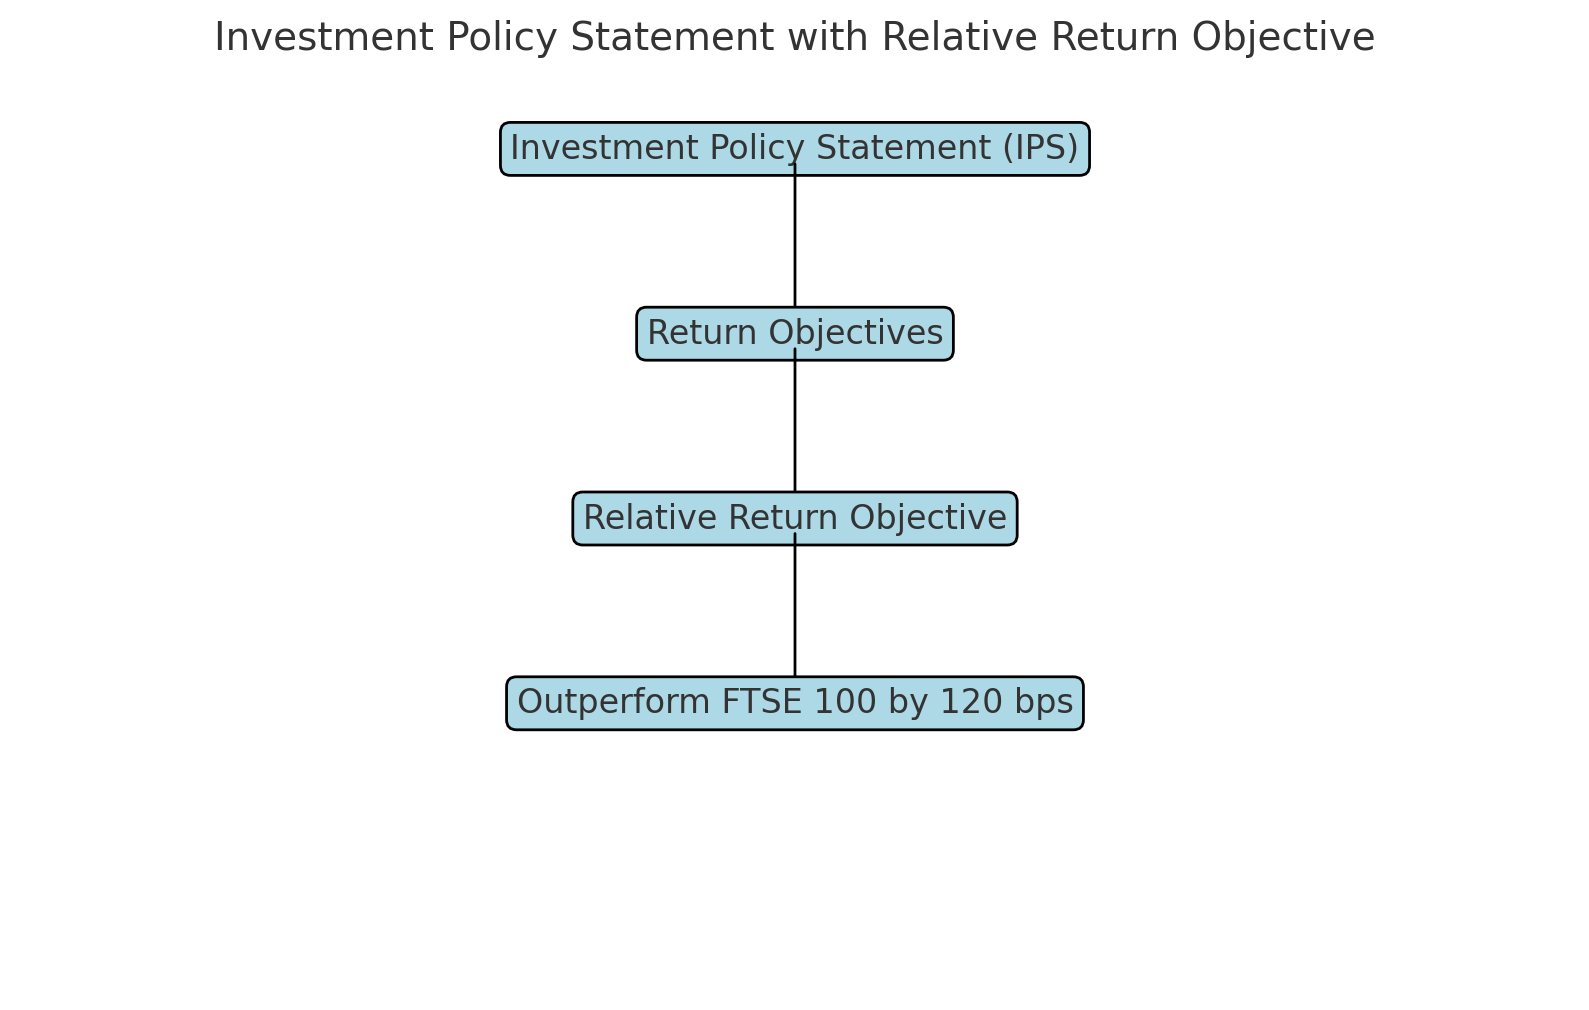 Investment Policy Statement with Relative Return Objective
Investment Policy Statement (IPS)
Return Objectives
Relative Return Objective
Outperform FTSE 100 by 120 bps